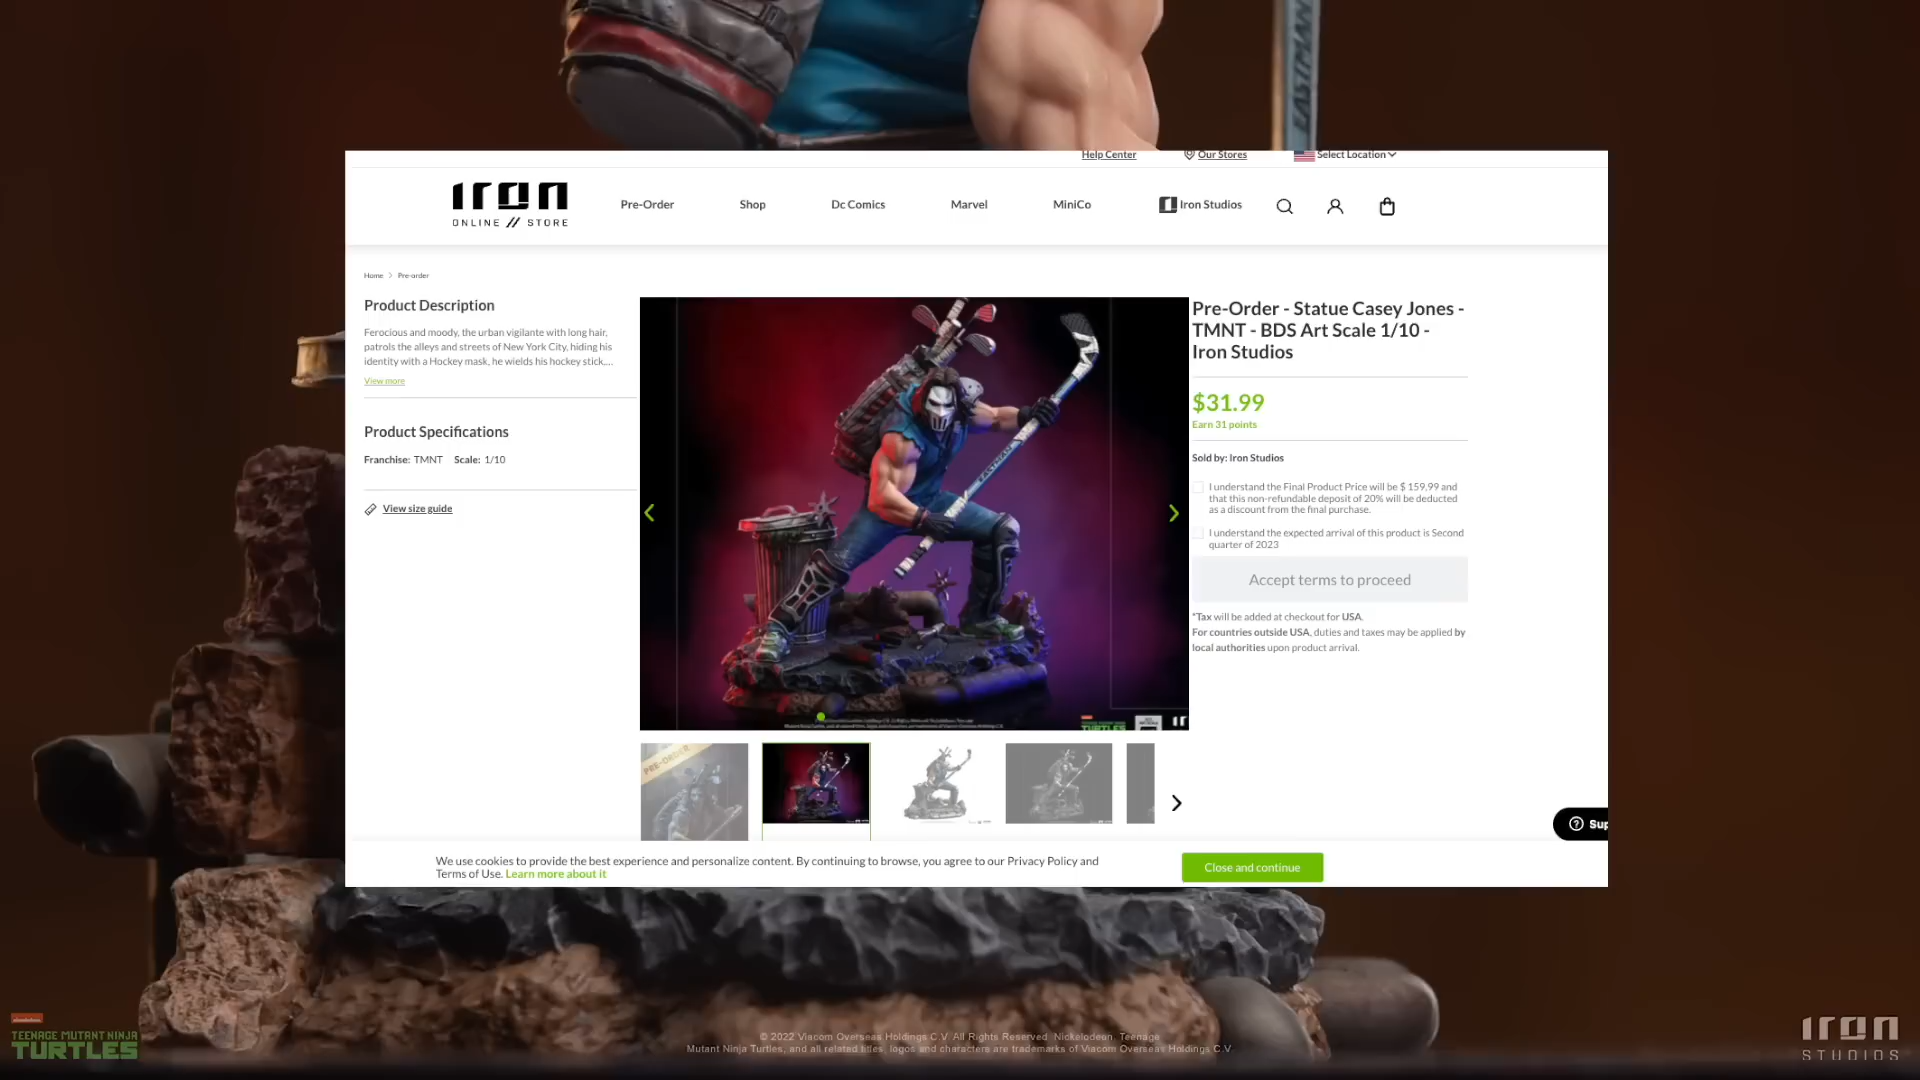 EASTMAN
Help Center
Our Stores
Select Location
Iron
ONLINE // STORE
Pre-Order
Shop
Dc Comics
Marvel
MiniCo
Iron Studios
Home > Pre-order
Product Description
Ferocious and moody, the urban vigilante with long hair,
patrols the alleys and streets of New York City, hiding his
identity with a Hockey mask, he wields his hockey stick,...
View more
Product Specifications
Franchise: TMNT Scale: 1/10
View size guide
EASTMAN
TURTLES
PRE-ORDER
Pre-Order - Statue Casey Jones -
TMNT - BDS Art Scale 1/10 -
Iron Studios
$31.99
Earn 31 points
Sold by: Iron Studios
I understand the Final Product Price will be $ 159,99 and
that this non-refundable deposit of 20% will be deducted
as a discount from the final purchase.
I understand the expected arrival of this product is Second
quarter of 2023
Accept terms to proceed
*Tax will be added at checkout for USA.
For countries outside USA, duties and taxes may be applied by
local authorities upon product arrival.
Sup
We use cookies to provide the best experience and personalize content. By continuing to browse, you agree to our Privacy Policy and
Terms of Use. Learn more about it
Close and continue
nickelodeon
TEENAGE MUTANT NINJA
TURTLES
© 2022 Viacom Overseas Holdings C.V. All Rights Reserved. Nickelodeon, Teenage
Mutant Ninja Turtles, and all related titles, logos and characters are trademarks of Viacom Overseas Holdings C.V.
Iron
STUDIOS